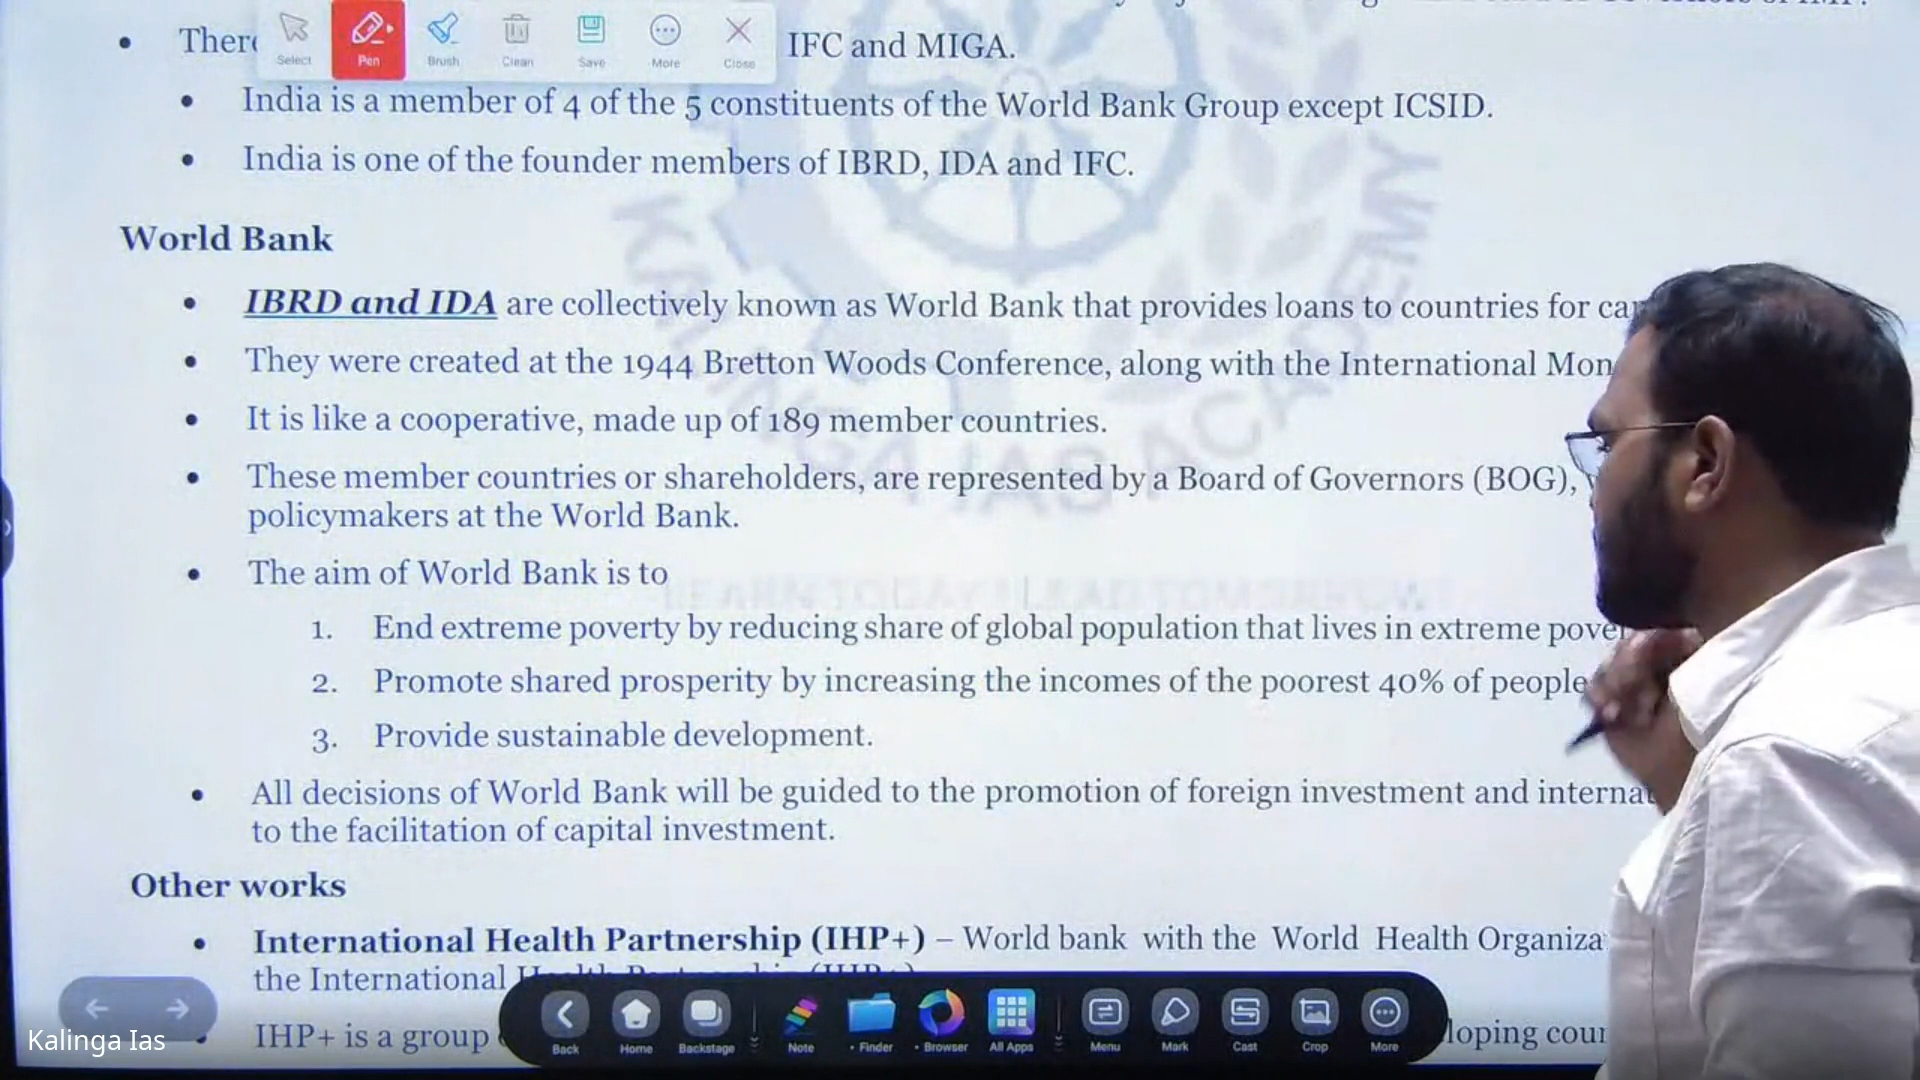 IFC and MIGA.
Select Pen Brush Clean Save More Close
India is a member of 4 of the 5 constituents of the World Bank Group except ICSID.
India is one of the founder members of IBRD, IDA and IFC.
World Bank
IBRD and IDA are collectively known as World Bank that provides loans to countries for
They were created at the 1944 Bretton Woods Conference, along with the International
It is like a cooperative, made up of 189 member countries.
These member countries or shareholders, are represented by a Board of Governors (BOG),
policymakers at the World Bank.
The aim of World Bank is to
1. End extreme poverty by reducing share of global population that lives in extreme
2. Promote shared prosperity by increasing the incomes of the poorest 40% of people
3. Provide sustainable development.
All decisions of World Bank will be guided to the promotion of foreign investment and
to the facilitation of capital investment.
Other works
International Health Partnership (IHP+) – World bank with the World Health
the International
IHP+ is a group
KALINGA IAS ACADEMY
LEARN TODAY LEAD TOMORROW
Kalinga Ias
Back Home Backstage Note • Finder • Browser All Apps Menu Mark Cast Crop More